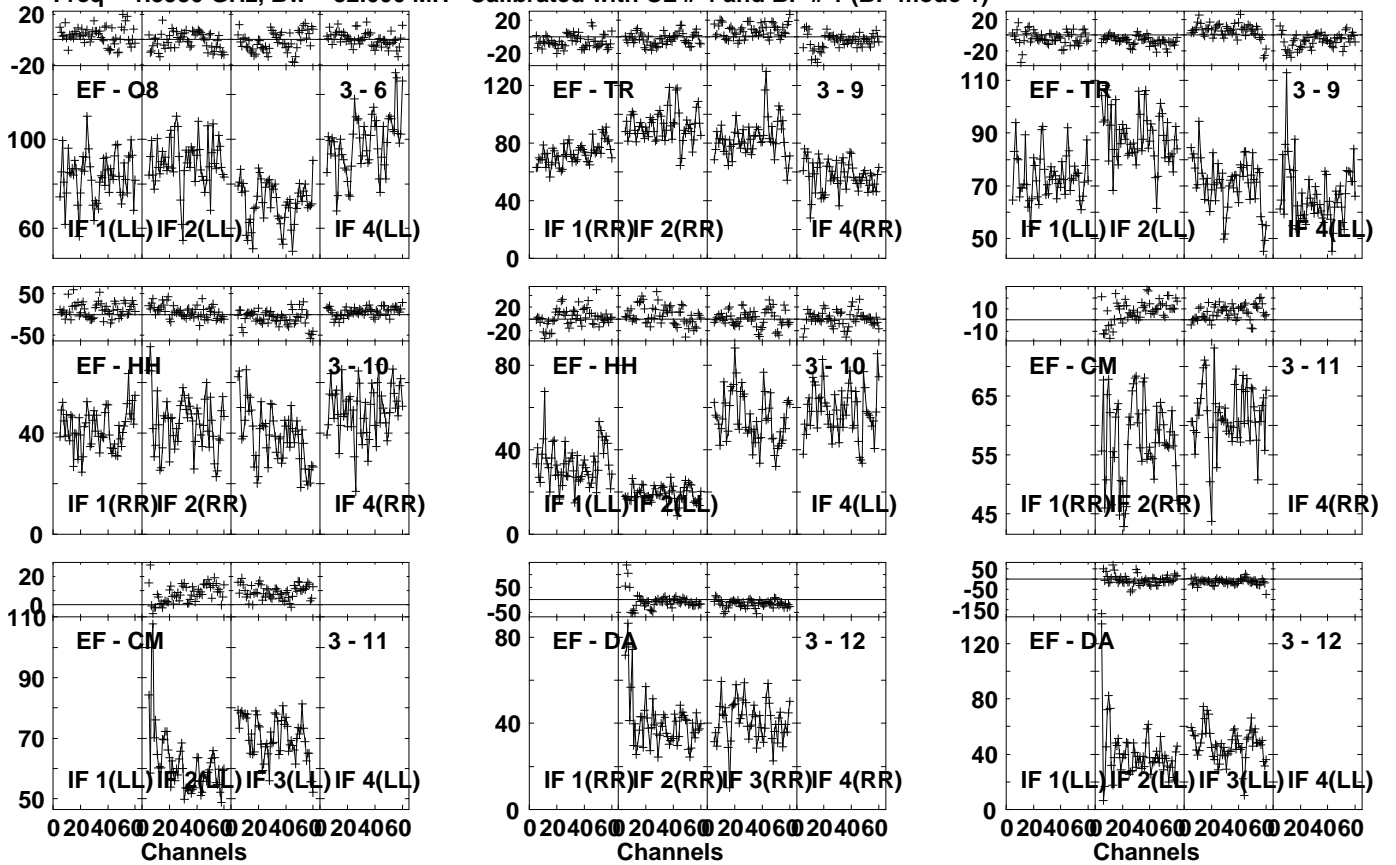 20 20 20
-20 -20 -20
EF - O8 3 - 6 EF - TR 3 - 9 EF - TR 3 - 9
100 120 110
60 80 90
40 70
0 50
IF 1(LL) IF 2(LL) IF 4(LL) IF 1(RR) IF 2(RR) IF 4(RR) IF 1(LL) IF 2(LL) IF 4(LL)
50 20 10
-50 -20 -10
EF - HH 3 - 10 EF - HH 3 - 10 EF - CM 3 - 11
40 80 65
0 40 55
0 45
IF 1(RR) IF 2(RR) IF 4(RR) IF 1(LL) IF 2(LL) IF 4(LL) IF 1(RR) IF 2(RR) IF 4(RR)
20 50 50
0 -50 -50
-150
EF - CM 3 - 11 EF - DA 3 - 12 EF - DA 3 - 12
110 80 120
90 40 80
70 0 40
50 0
IF 1(LL) IF 2(LL) IF 3(LL) IF 4(LL) IF 1(RR) IF 2(RR) IF 3(RR) IF 4(RR) IF 1(LL) IF 2(LL) IF 3(LL) IF 4(LL)
0 204060 0 204060 0 204060 0 204060 0 204060 0 204060 0 204060 0 204060 0 204060 0 204060 0 204060 0 204060
Channels Channels Channels